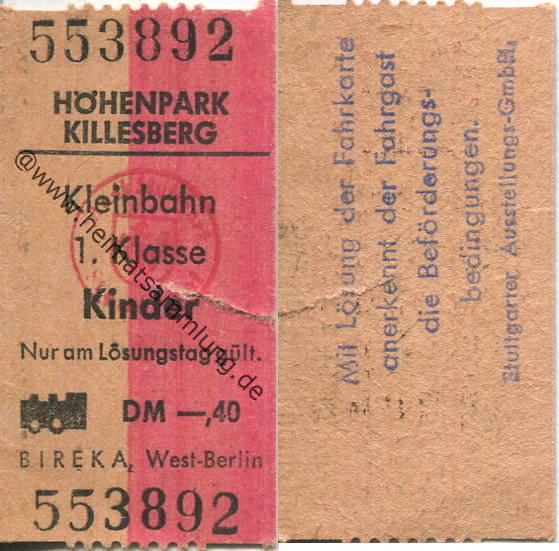 553892
HÖHENPARK
KILLESBERG
Kleinbahn
1. Klasse
Kinder
Nur am Lösungstag gült.
DM —,40
BIREKA, West-Berlin
553892
@www.heimatsammlung.de
Mit Lösung der Fahrkarte
anerkennt der Fahrgast
die Beförderungs-
bedingungen.
Stuttgarter Ausstellungs-GmbH.